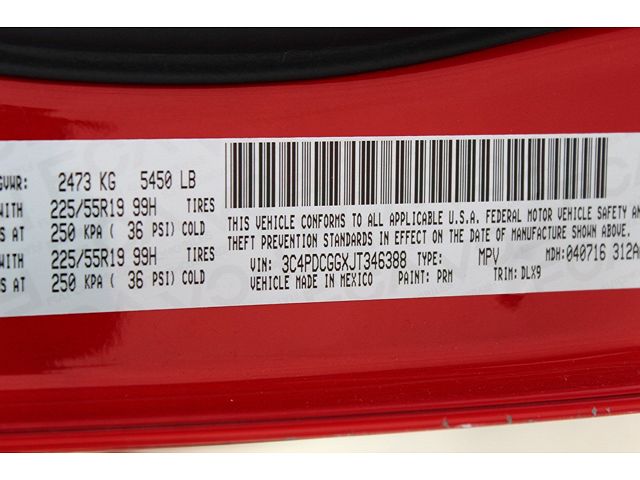 GVWR: 2473 KG 5450 LB
WITH 225/55R19 99H TIRES
AS AT 250 KPA ( 36 PSI) COLD
WITH 225/55R19 99H TIRES
AS AT 250 KPA ( 36 PSI) COLD
THIS VEHICLE CONFORMS TO ALL APPLICABLE U.S.A. FEDERAL MOTOR VEHICLE SAFETY AN
THEFT PREVENTION STANDARDS IN EFFECT ON THE DATE OF MANUFACTURE SHOWN ABOVE.
VIN: 3C4PDCGGXJT346388 TYPE: MPV MDH:040716 312A
VEHICLE MADE IN MEXICO PAINT: PRM TRIM: DLX9